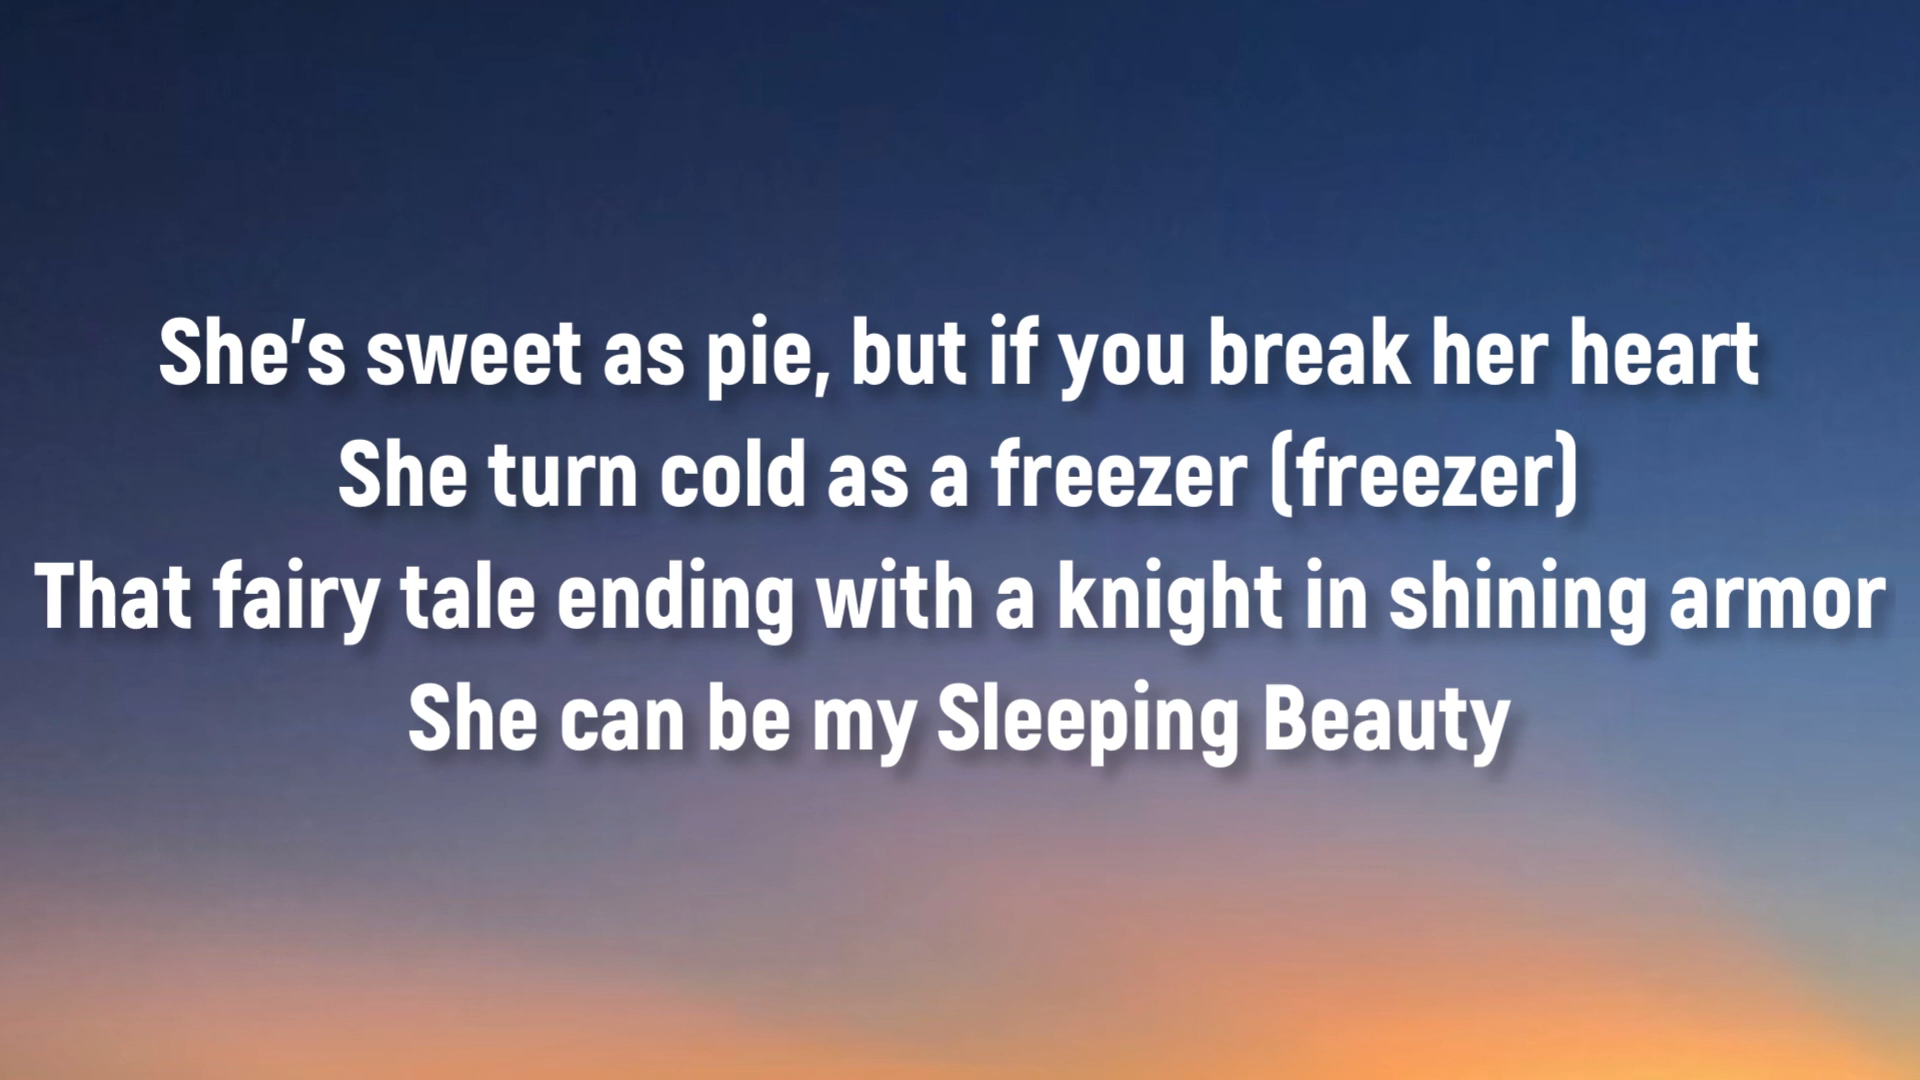 She's sweet as pie, but if you break her heart
She turn cold as a freezer (freezer)
That fairy tale ending with a knight in shining armor
She can be my Sleeping Beauty